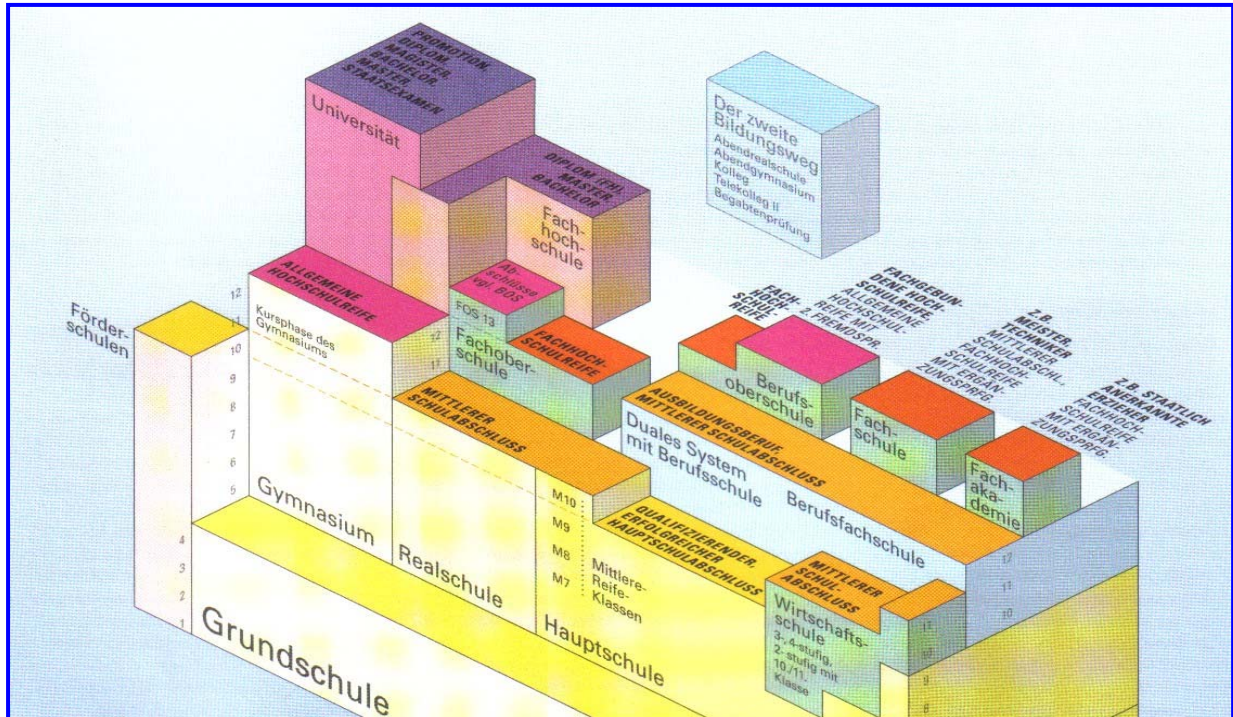 PROMOTION,
DIPLOM,
MAGISTER,
BACHELOR,
MASTER,
STAATSEXAMEN
Universität
DIPLOM (FH),
MASTER,
BACHELOR
Fach-
hoch-
schule
Der zweite
Bildungsweg
Abendrealschule
Abendgymnasium
Kolleg
Telekolleg II
Begabtenprüfung
Förder-
schulen
12
11
10
9
8
7
6
5
4
3
2
1
ALLGEMEINE
HOCHSCHULREIFE
Kursphase des
Gymnasiums
12
11
Gymnasium
Ab-
schlüsse
vgl. BOS
FOS 13
Fachober-
schule
FACHHOCH-
SCHULREIFE
MITTLERER
SCHULABSCHLUSS
Realschule
M10
M9
M8
M7
Mittlere-
Reife-
Klassen
Hauptschule
QUALIFIZIERENDER,
ERFOLGREICHER
HAUPTSCHULABSCHLUSS
AUSBILDUNGSBERUF,
MITTLERER SCHULABSCHLUSS
Duales System
mit Berufsschule
Berufsfachschule
FACH-
HOCH-
SCHUL-
REIFE
FACHGEBUN-
DENE HOCH-
SCHULREIFE
ALLGEMEINE
HOCHSCHUL-
REIFE MIT
2. FREMDSPR.
Berufs-
oberschule
Z.B.
MEISTER,
TECHNIKER
MITTLERER
SCHULABSCHL.,
FACHHOCH-
SCHULREIFE
MIT ERGÄN-
ZUNGSPRFG.
Fach-
schule
Z.B. STAATLICH
ANERKANNTE
ERZIEHER
FACHHOCH-
SCHULREIFE
MIT ERGÄN-
ZUNGSPRFG.
Fach-
aka-
demie
12
11
10
MITTLERER
SCHUL-
ABSCHLUSS
Wirtschafts-
schule
3-, 4-stufig,
2- stufig mit
10./11.
Klasse
11
10
9
8
Grundschule